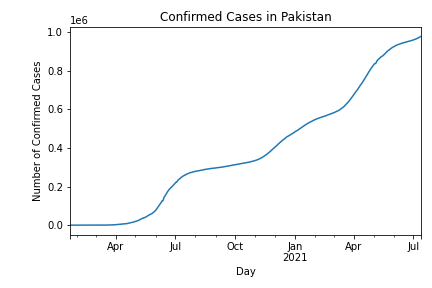 Confirmed Cases in Pakistan
1e6
1.0
0.8
0.6
0.4
0.2
0.0
Number of Confirmed Cases
Apr Jul Oct Jan Apr Jul
2021
Day